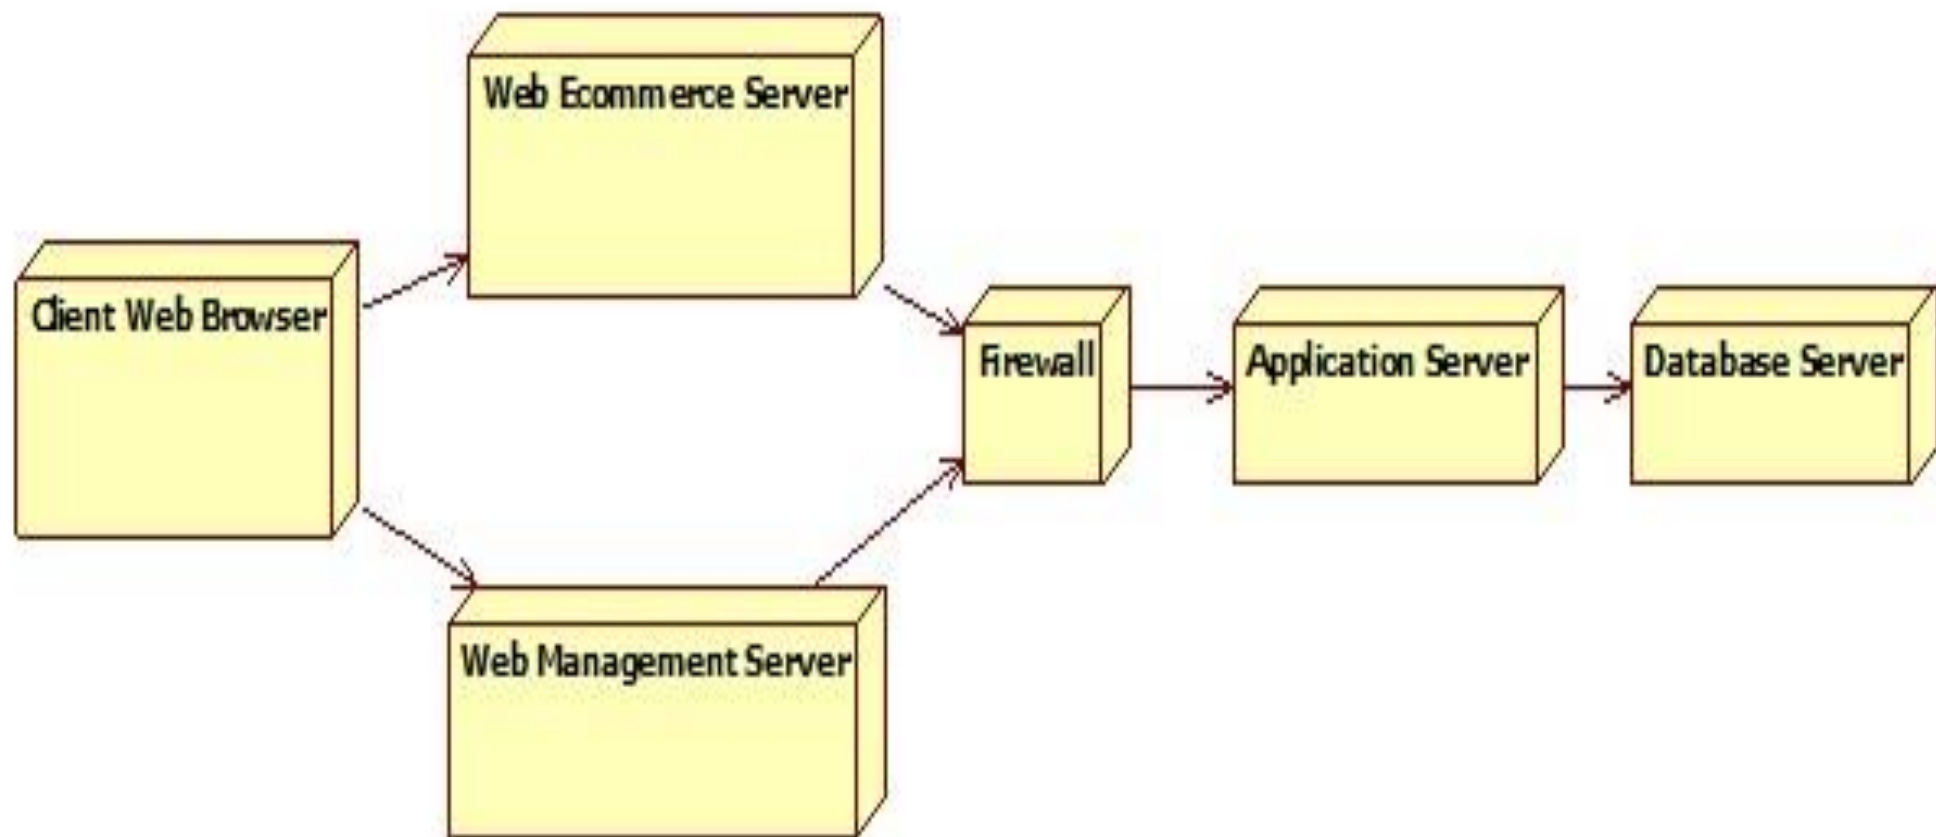 Web Ecommerce Server
Client Web Browser
Firewall
Application Server
Database Server
Web Management Server